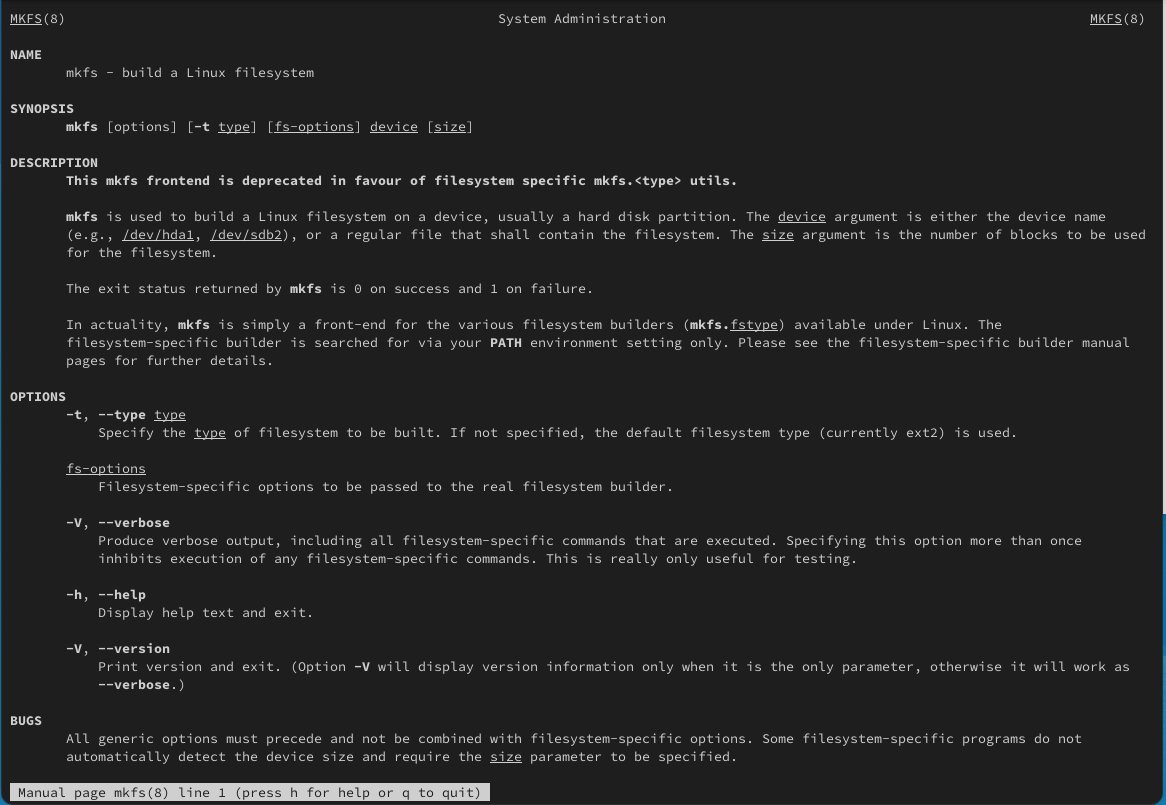 MKFS(8) System Administration MKFS(8)
NAME
mkfs - build a Linux filesystem
SYNOPSIS
mkfs [options] [-t type] [fs-options] device [size]
DESCRIPTION
This mkfs frontend is deprecated in favour of filesystem specific mkfs.<type> utils.
mkfs is used to build a Linux filesystem on a device, usually a hard disk partition. The device argument is either the device name
(e.g., /dev/hda1, /dev/sdb2), or a regular file that shall contain the filesystem. The size argument is the number of blocks to be used
for the filesystem.
The exit status returned by mkfs is 0 on success and 1 on failure.
In actuality, mkfs is simply a front-end for the various filesystem builders (mkfs.fstype) available under Linux. The
filesystem-specific builder is searched for via your PATH environment setting only. Please see the filesystem-specific builder manual
pages for further details.
OPTIONS
-t, --type type
Specify the type of filesystem to be built. If not specified, the default filesystem type (currently ext2) is used.
fs-options
Filesystem-specific options to be passed to the real filesystem builder.
-V, --verbose
Produce verbose output, including all filesystem-specific commands that are executed. Specifying this option more than once
inhibits execution of any filesystem-specific commands. This is really only useful for testing.
-h, --help
Display help text and exit.
-V, --version
Print version and exit. (Option -V will display version information only when it is the only parameter, otherwise it will work as
--verbose.)
BUGS
All generic options must precede and not be combined with filesystem-specific options. Some filesystem-specific programs do not
automatically detect the device size and require the size parameter to be specified.
Manual page mkfs(8) line 1 (press h for help or q to quit)